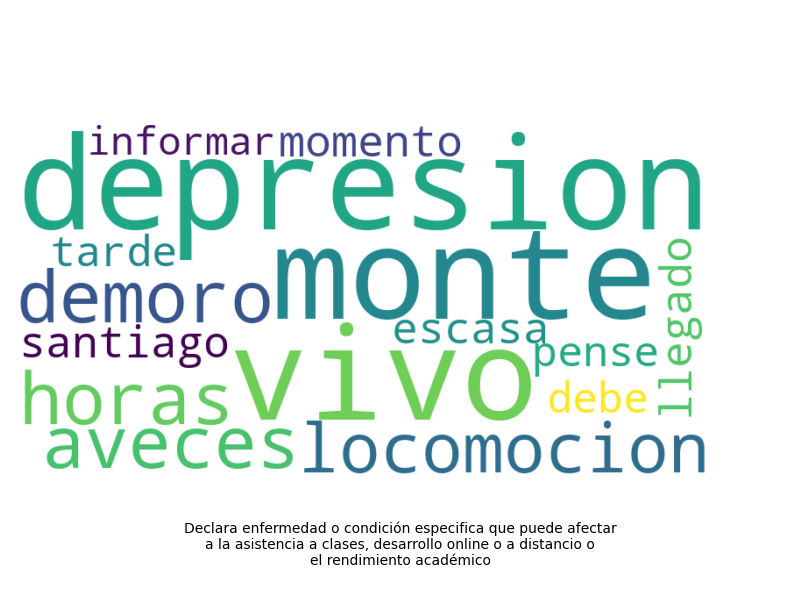 informar momento
depresion
tarde
monte
demoro
llegado
santiago
escasa
vivo
pense
horas
debe
aveces
locomocion
Declara enfermedad o condición especifica que puede afectar
a la asistencia a clases, desarrollo online o a distancio o
el rendimiento académico